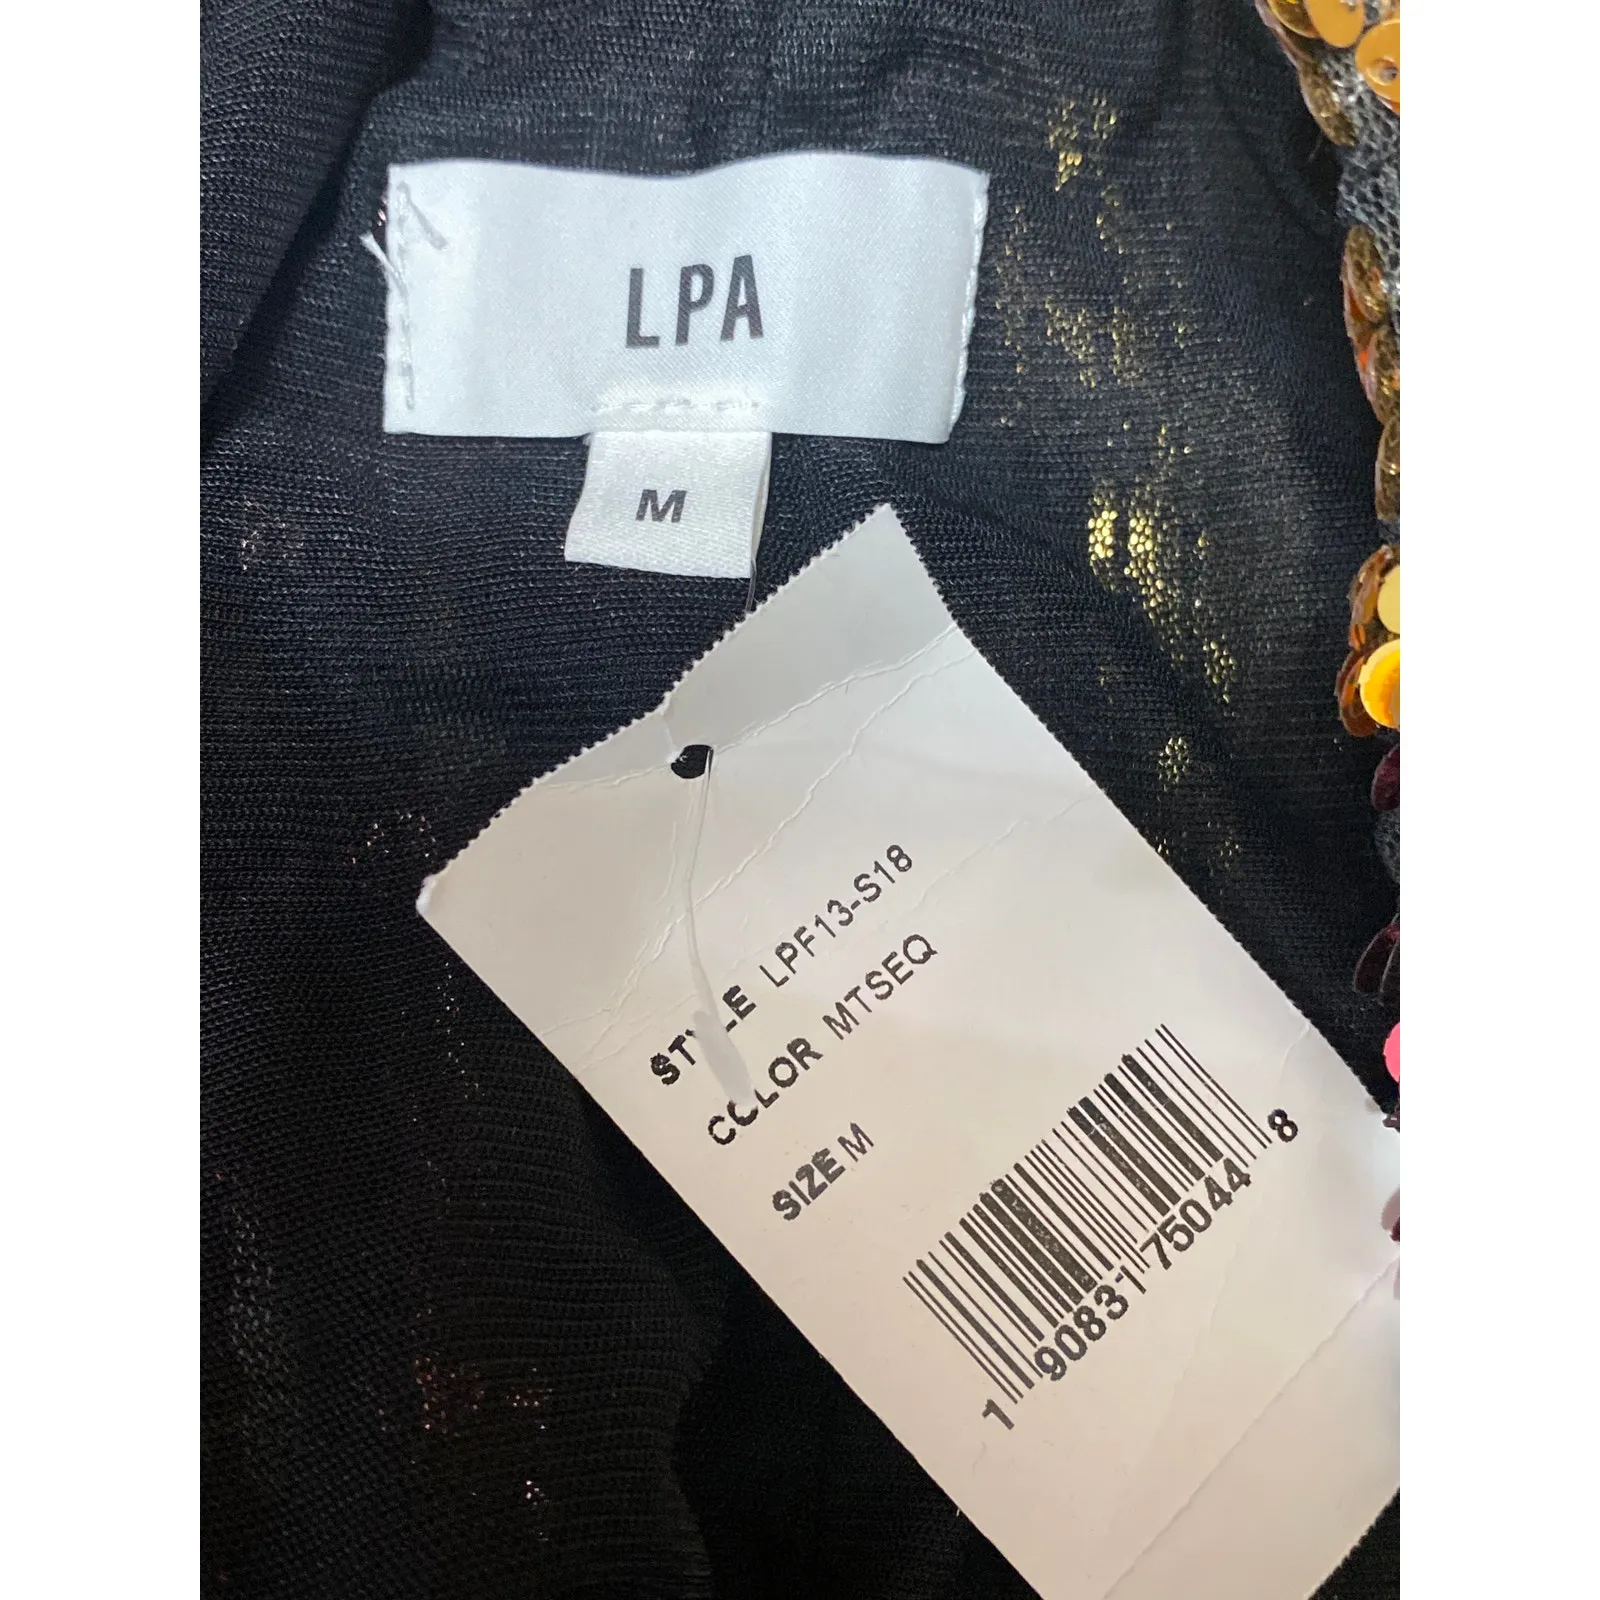 LPA
M
STYLE LPF13-S18
COLOR MTSEQ
SIZE M
1 90831 75044 8